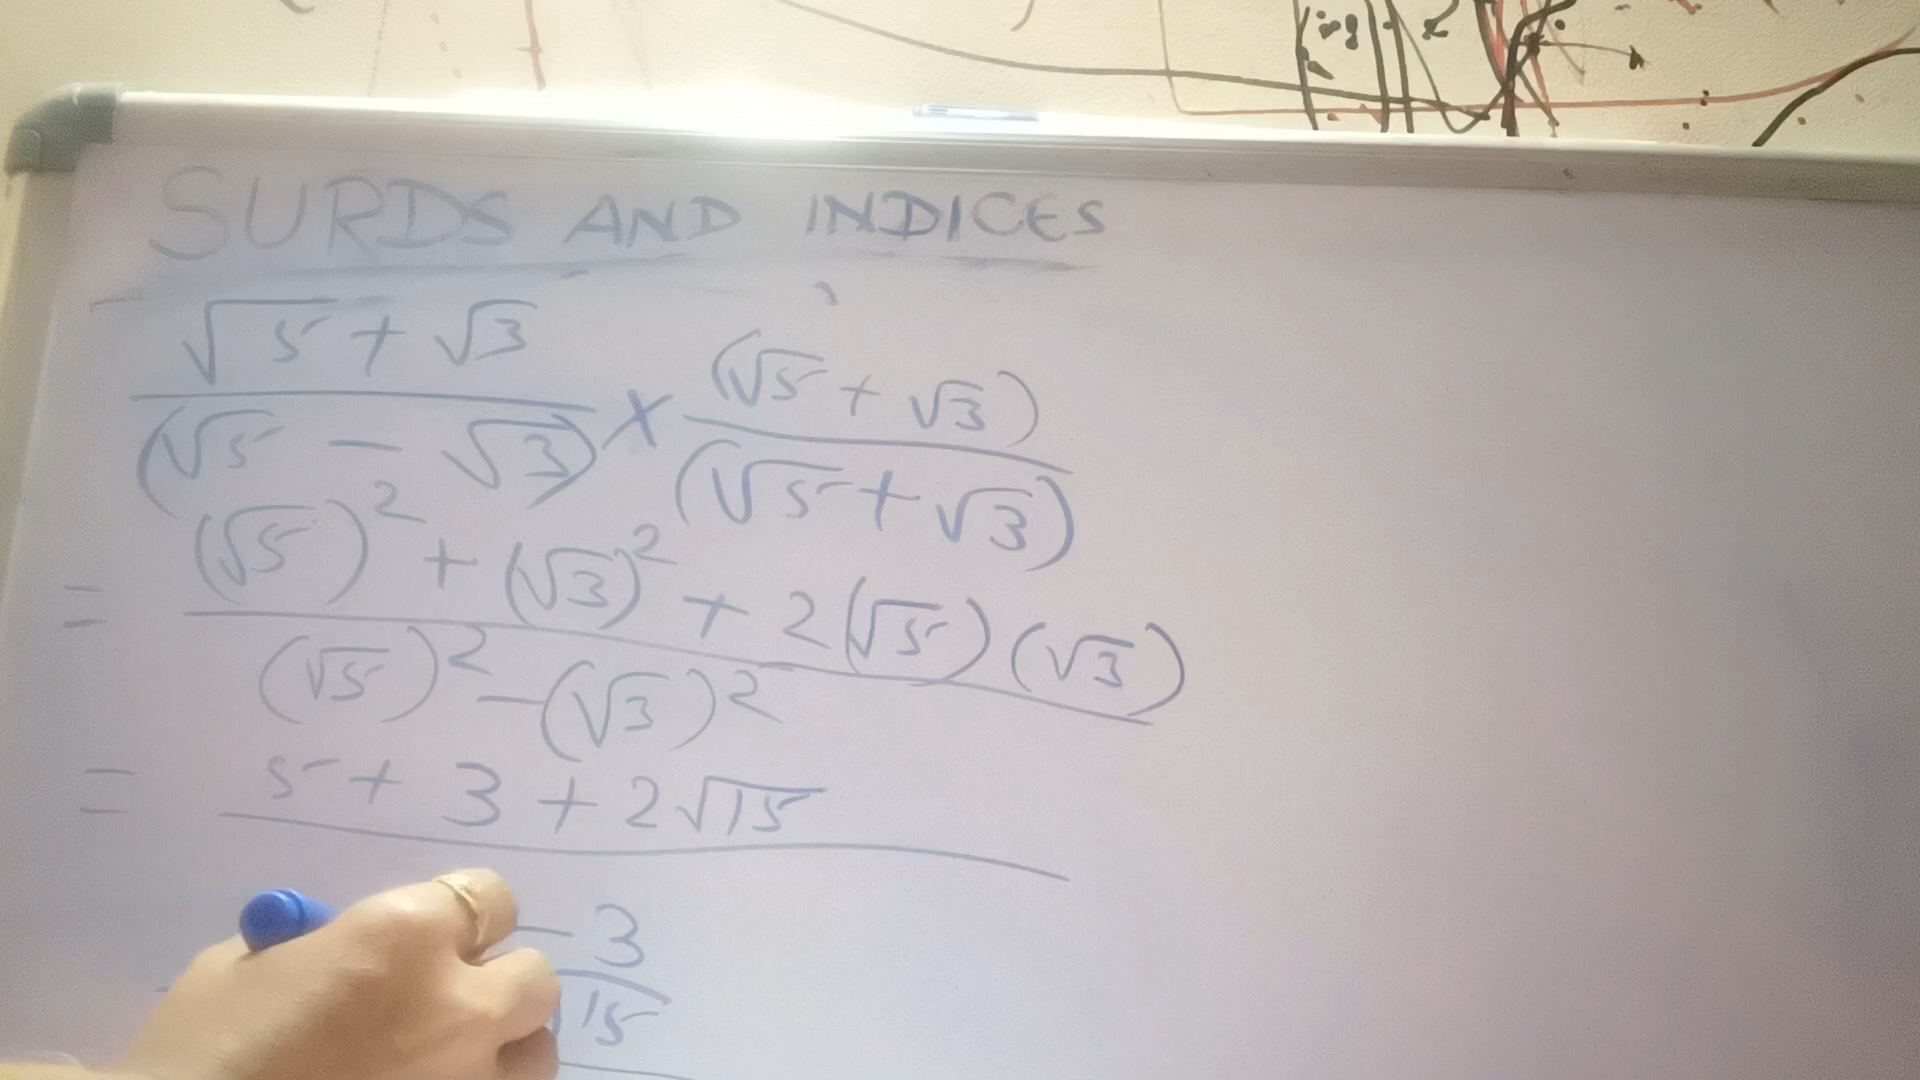 SURDS AND INDICES
√5 + √3 / (√5 - √3) × (√5 + √3) / (√5 + √3)
= (√5)² + (√3)² + 2(√5)(√3) / (√5)² - (√3)²
= 5 + 3 + 2√15
- 3
√15